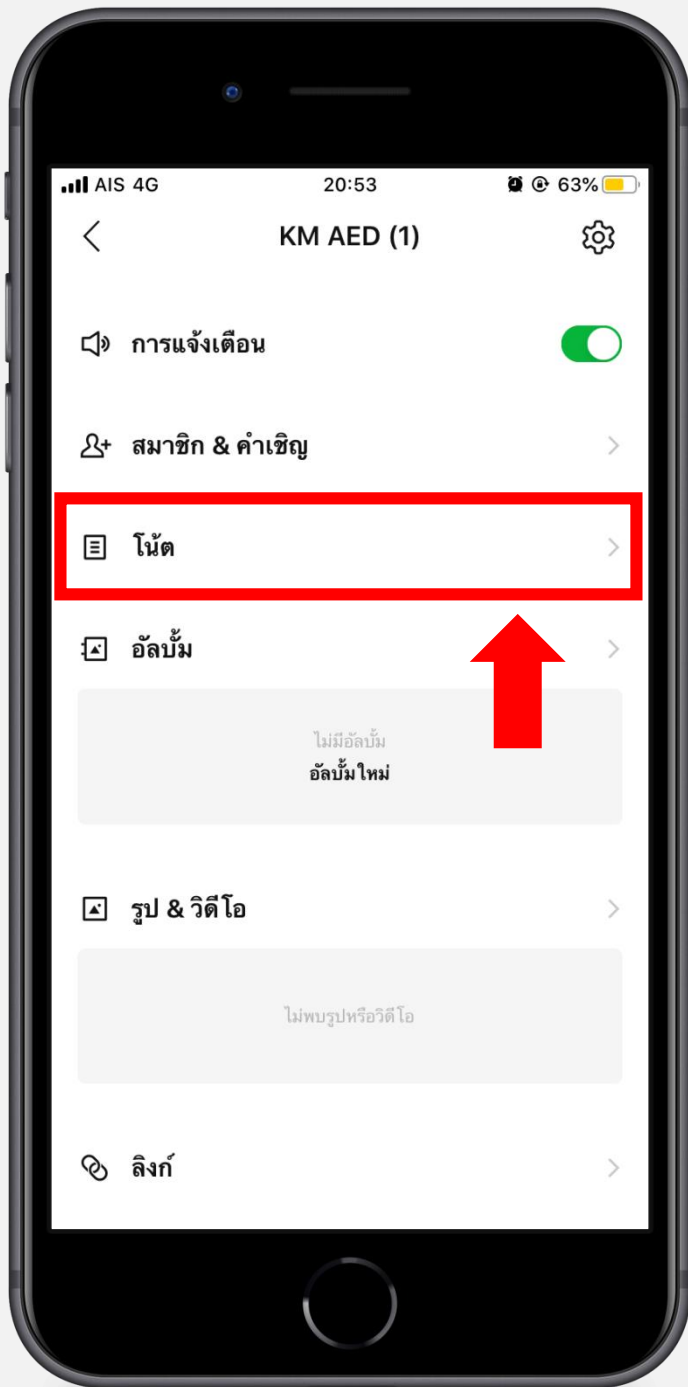 AIS 4G 20:53 63%
KM AED (1)
การแจ้งเตือน
สมาชิก & คำเชิญ
โน้ต
อัลบั้ม
ไม่มีอัลบั้ม
อัลบั้มใหม่
รูป & วิดีโอ
ไม่พบรูปหรือวิดีโอ
ลิงก์